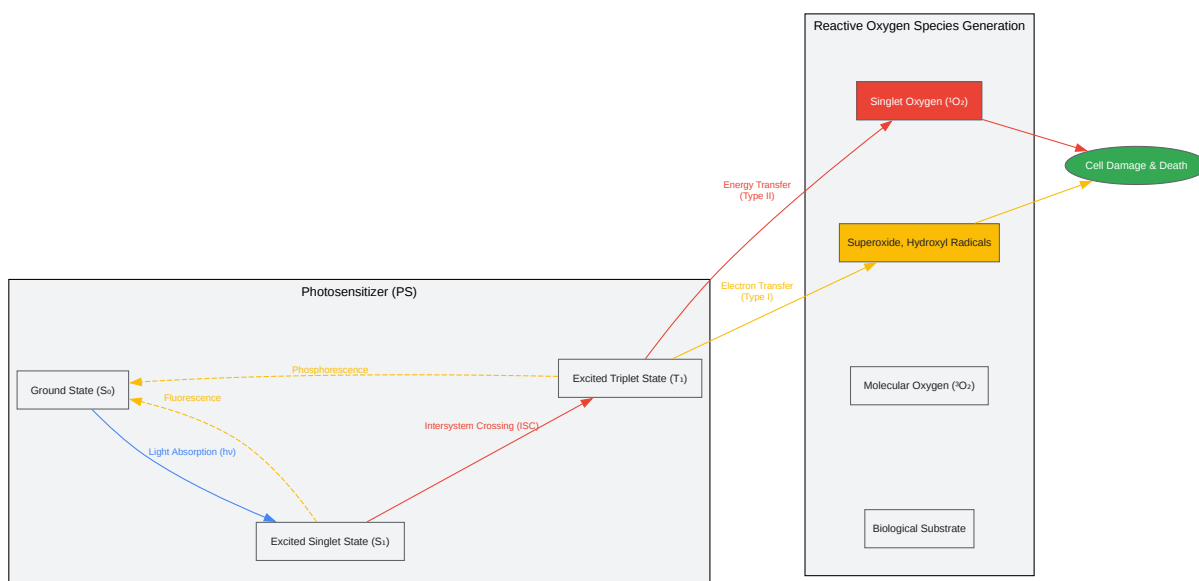 Reactive Oxygen Species Generation
Singlet Oxygen (¹O₂)
Cell Damage & Death
Energy Transfer
(Type II)
Superoxide, Hydroxyl Radicals
Electron Transfer
(Type I)
Photosensitizer (PS)
Phosphorescence
Excited Triplet State (T₁)
Molecular Oxygen (³O₂)
Ground State (S₀)
Fluorescence
Intersystem Crossing (ISC)
Light Absorption (hν)
Biological Substrate
Excited Singlet State (S₁)